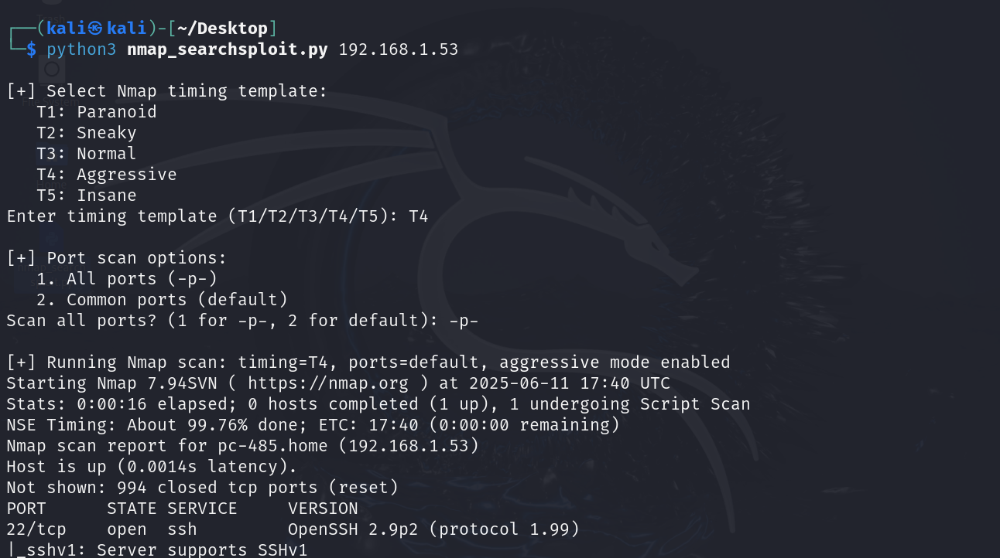 ┌──(kali㉿kali)-[~/Desktop]
└─$ python3 nmap_searchsploit.py 192.168.1.53
[+] Select Nmap timing template:
T1: Paranoid
T2: Sneaky
T3: Normal
T4: Aggressive
T5: Insane
Enter timing template (T1/T2/T3/T4/T5): T4
[+] Port scan options:
1. All ports (-p-)
2. Common ports (default)
Scan all ports? (1 for -p-, 2 for default): -p-
[+] Running Nmap scan: timing=T4, ports=default, aggressive mode enabled
Starting Nmap 7.94SVN ( https://nmap.org ) at 2025-06-11 17:40 UTC
Stats: 0:00:16 elapsed; 0 hosts completed (1 up), 1 undergoing Script Scan
NSE Timing: About 99.76% done; ETC: 17:40 (0:00:00 remaining)
Nmap scan report for pc-485.home (192.168.1.53)
Host is up (0.0014s latency).
Not shown: 994 closed tcp ports (reset)
PORT      STATE SERVICE     VERSION
22/tcp    open  ssh         OpenSSH 2.9p2 (protocol 1.99)
|_sshv1: Server supports SSHv1